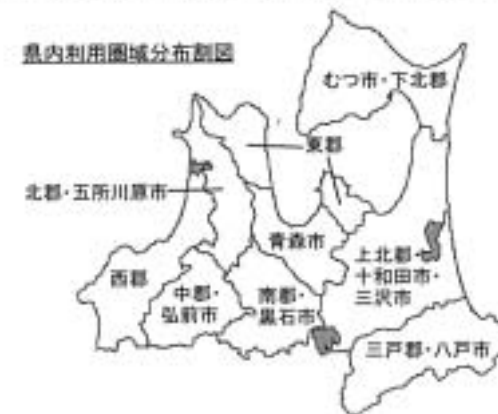 県内利用圏域分布割図
むつ市・下北郡
東郡
北郡・五所川原市
青森市
上北郡・
十和田市・
三沢市
西郡
中郡・
弘前市
南郡・
黒石市
三戸郡・八戸市